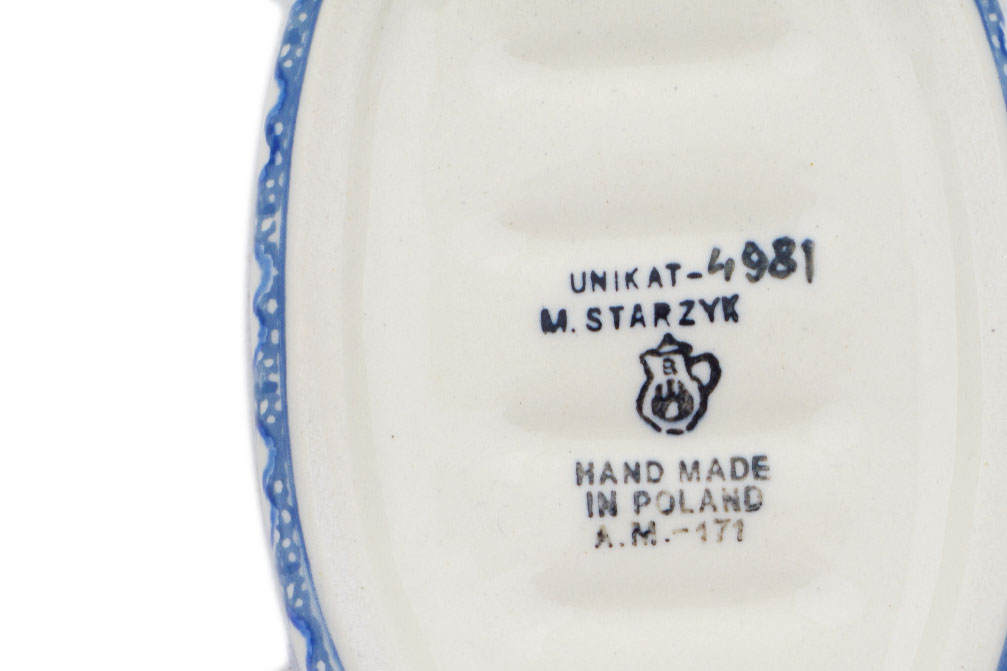 UNIKAT-4981
M. STARZYK
B
HAND MADE
IN POLAND
A.M.-171